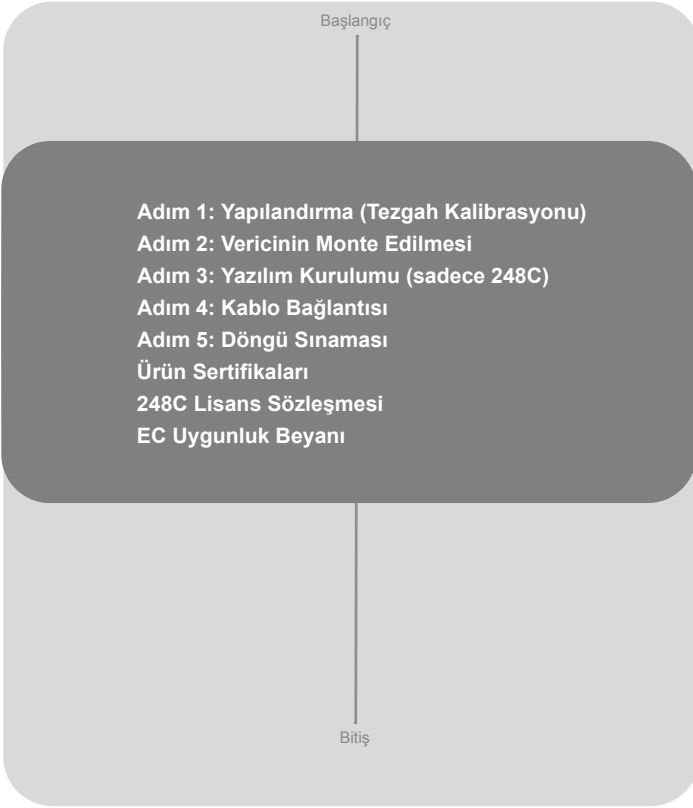 Başlangıç
Adım 1: Yapılandırma (Tezgah Kalibrasyonu)
Adım 2: Vericinin Monte Edilmesi
Adım 3: Yazılım Kurulumu (sadece 248C)
Adım 4: Kablo Bağlantısı
Adım 5: Döngü Sınaması
Ürün Sertifikaları
248C Lisans Sözleşmesi
EC Uygunluk Beyanı
Bitiş